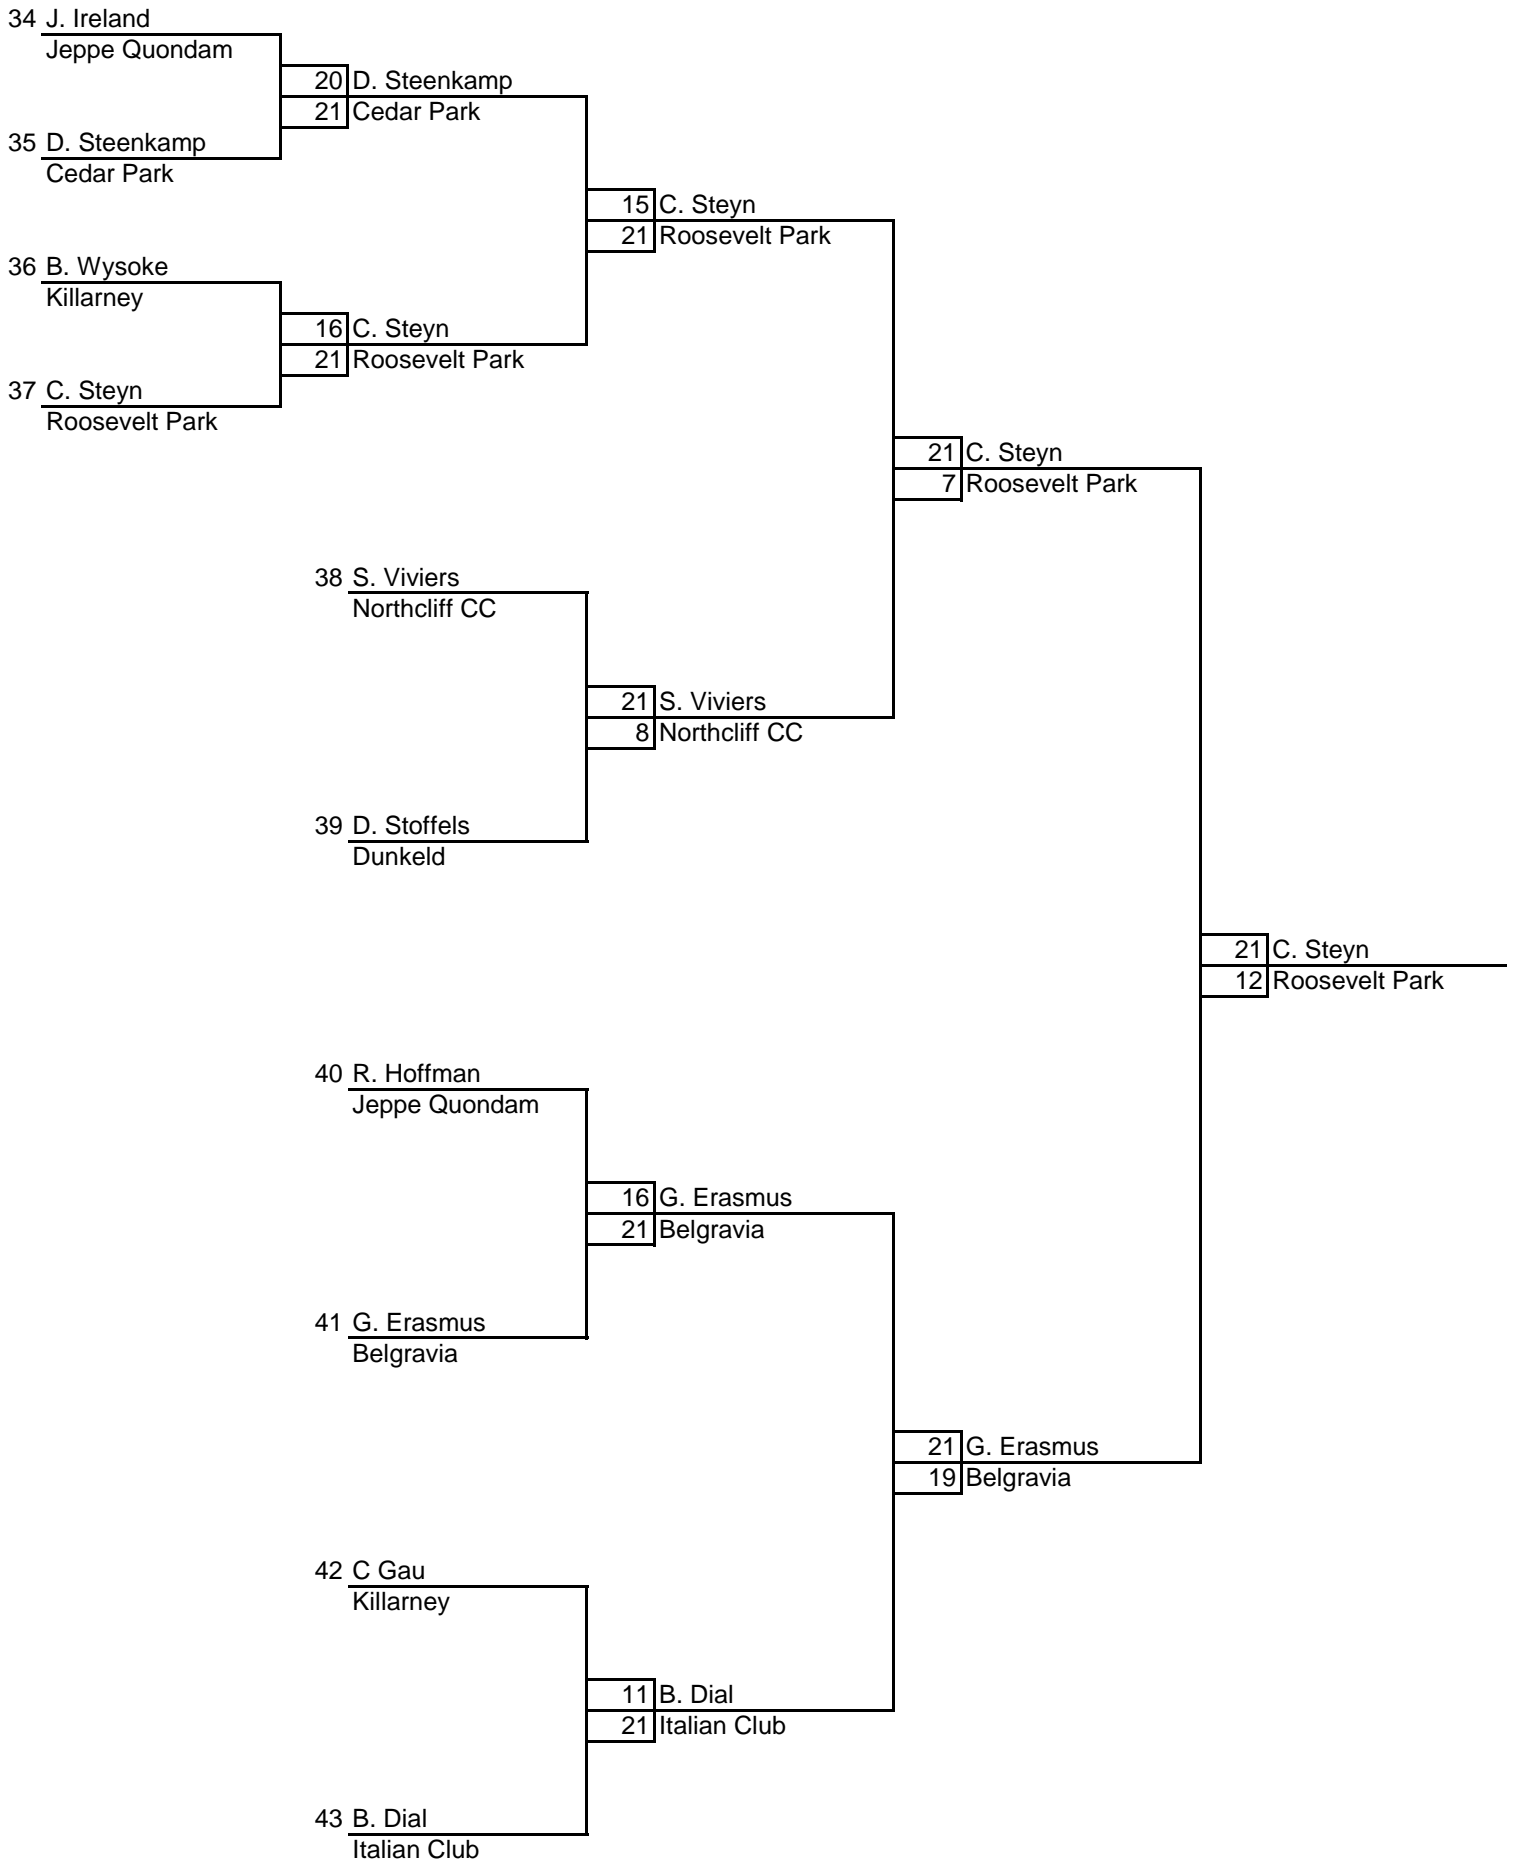 34 J. Ireland
Jeppe Quondam
20 D. Steenkamp
21 Cedar Park
35 D. Steenkamp
Cedar Park
15 C. Steyn
21 Roosevelt Park
36 B. Wysoke
Killarney
16 C. Steyn
21 Roosevelt Park
37 C. Steyn
Roosevelt Park
21 C. Steyn
7 Roosevelt Park
38 S. Viviers
Northcliff CC
21 S. Viviers
8 Northcliff CC
39 D. Stoffels
Dunkeld
21 C. Steyn
12 Roosevelt Park
40 R. Hoffman
Jeppe Quondam
16 G. Erasmus
21 Belgravia
41 G. Erasmus
Belgravia
21 G. Erasmus
19 Belgravia
42 C Gau
Killarney
11 B. Dial
21 Italian Club
43 B. Dial
Italian Club